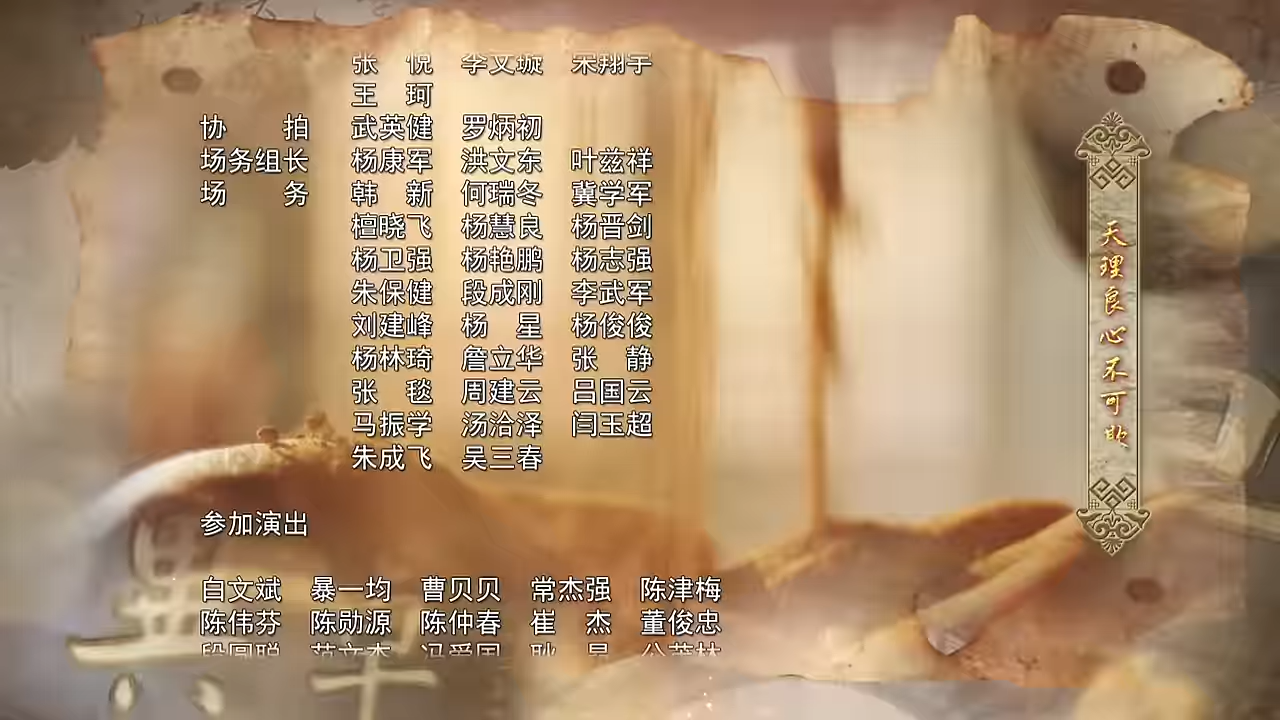 王 珂
协 拍 武英健 罗炳初
场务组长 杨康军 洪文东 叶兹祥
场 务 韩 新 何瑞冬 冀学军
檀晓飞 杨慧良 杨晋剑
杨卫强 杨艳鹏 杨志强
朱保健 段成刚 李武军
刘建峰 杨 星 杨俊俊
杨林琦 詹立华 张 静
张 毯 周建云 吕国云
马振学 汤洽泽 闫玉超
朱成飞 吴三春
参加演出
白文斌 暴一均 曹贝贝 常杰强 陈津梅
陈伟芬 陈勋源 陈仲春 崔 杰 董俊忠
天理良心不可欺